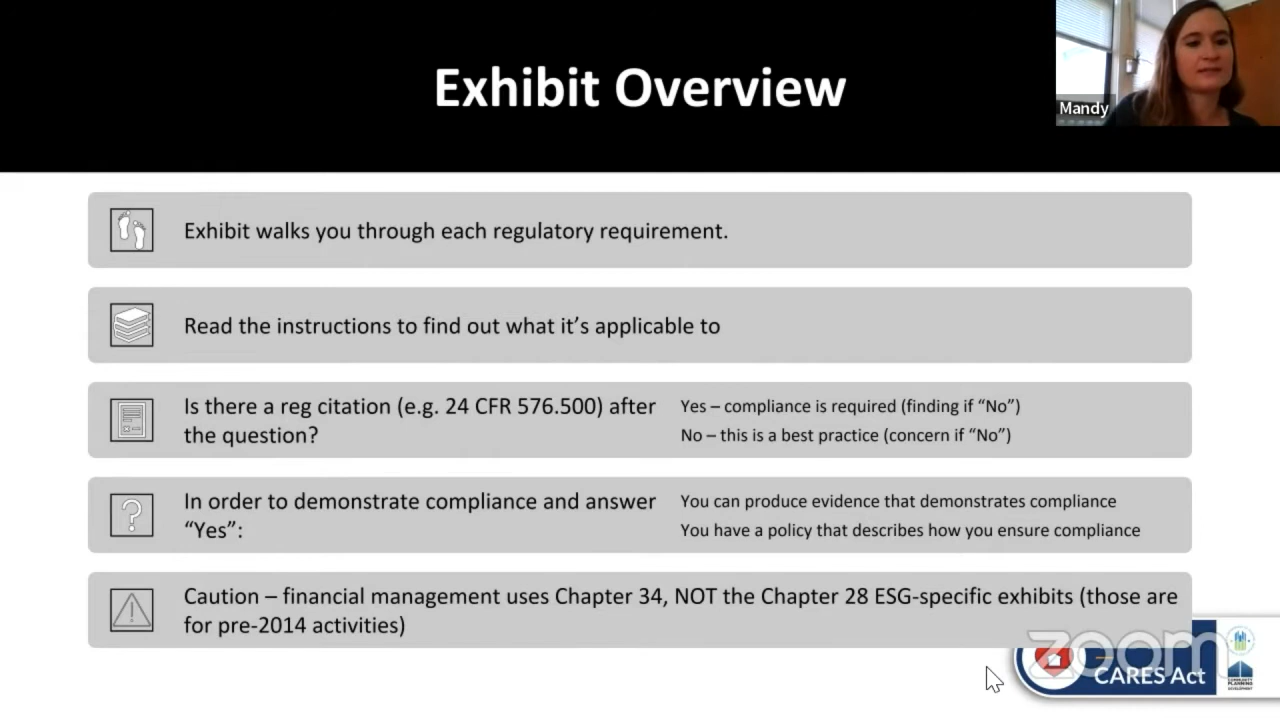 Exhibit Overview
Mandy
Exhibit walks you through each regulatory requirement.
Read the instructions to find out what it's applicable to
Is there a reg citation (e.g. 24 CFR 576.500) after
the question?
Yes – compliance is required (finding if “No”)
No – this is a best practice (concern if “No”)
In order to demonstrate compliance and answer
“Yes”:
You can produce evidence that demonstrates compliance
You have a policy that describes how you ensure compliance
Caution – financial management uses Chapter 34, NOT the Chapter 28 ESG-specific exhibits (those are
for pre-2014 activities)
zoom
CARES Act
COMMUNITY
PLANNING
DEVELOPMENT